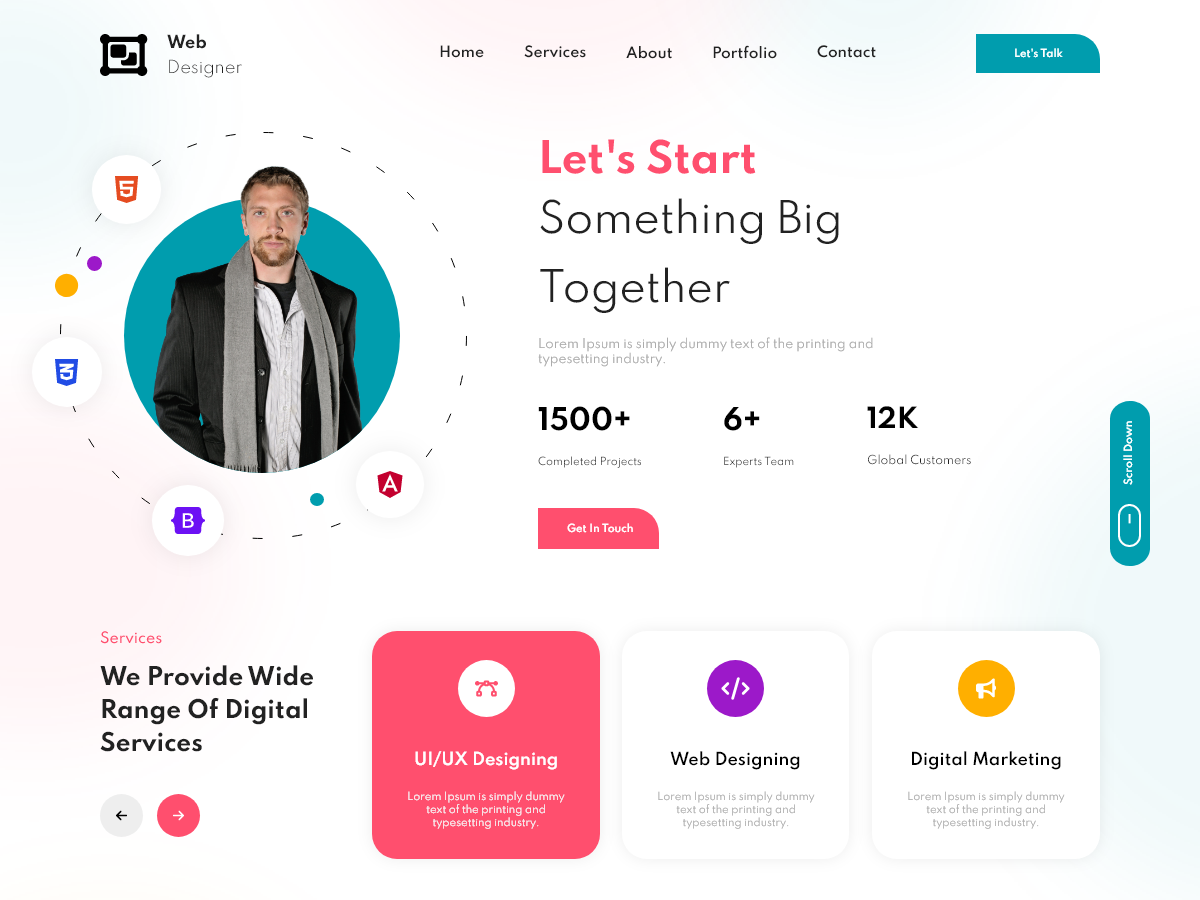 Web
Designer
Home
Services
About
Portfolio
Contact
Let's Talk
Let's Start
Something Big
Together
Lorem Ipsum is simply dummy text of the printing and
typesetting industry.
1500+
Completed Projects
6+
Experts Team
12K
Global Customers
Get In Touch
Scroll Down
B
Services
We Provide Wide
Range Of Digital
Services
UI/UX Designing
Lorem Ipsum is simply dummy
text of the printing and
typesetting industry.
Web Designing
Lorem Ipsum is simply dummy
text of the printing and
typesetting industry.
Digital Marketing
Lorem Ipsum is simply dummy
text of the printing and
typesetting industry.